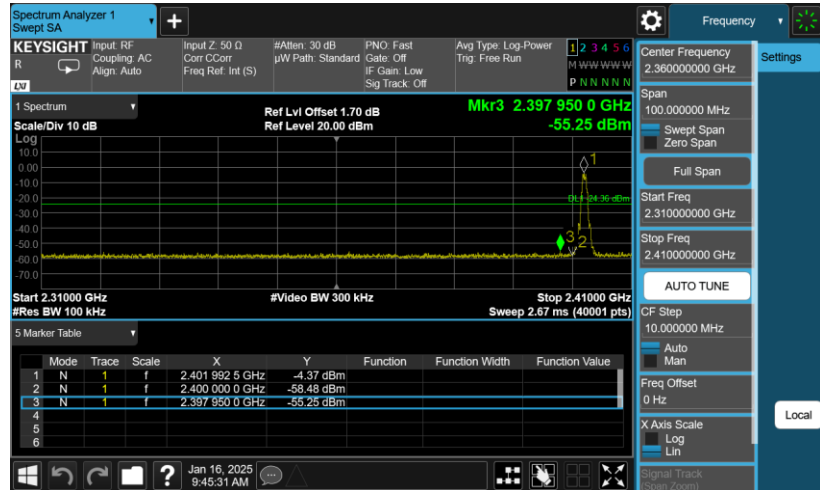 Spectrum Analyzer 1
Swept SA
Frequency
KEYSIGHT
R
LXI
Input: RF
Coupling: AC
Align: Auto
Input Z: 50 Ω
Corr CCorr
Freq Ref: Int (S)
#Atten: 30 dB
µW Path: Standard
PNO: Fast
Gate: Off
IF Gain: Low
Sig Track: Off
Avg Type: Log-Power
Trig: Free Run
1 2 3 4 5 6
M W W W W W
P N N N N N
1 Spectrum
Scale/Div 10 dB
Ref Lvl Offset 1.70 dB
Ref Level 20.00 dBm
Mkr3 2.397 950 0 GHz
-55.25 dBm
Log
10.0
0.00
-10.0
-20.0
-30.0
-40.0
-50.0
-60.0
-70.0
1
DL1 -24.36 dBm
3
2
Start 2.31000 GHz
#Res BW 100 kHz
#Video BW 300 kHz
Stop 2.41000 GHz
Sweep 2.67 ms (40001 pts)
5 Marker Table
Mode Trace Scale X Y Function Function Width Function Value
1 N 1 f 2.401 992 5 GHz -4.37 dBm
2 N 1 f 2.400 000 0 GHz -58.48 dBm
3 N 1 f 2.397 950 0 GHz -55.25 dBm
4
5
6
Jan 16, 2025
9:45:31 AM
Center Frequency
2.360000000 GHz
Span
100.000000 MHz
Swept Span
Zero Span
Full Span
Start Freq
2.310000000 GHz
Stop Freq
2.410000000 GHz
AUTO TUNE
CF Step
10.000000 MHz
Auto
Man
Freq Offset
0 Hz
X Axis Scale
Log
Lin
Signal Track
(Span Zoom)
Settings
Local